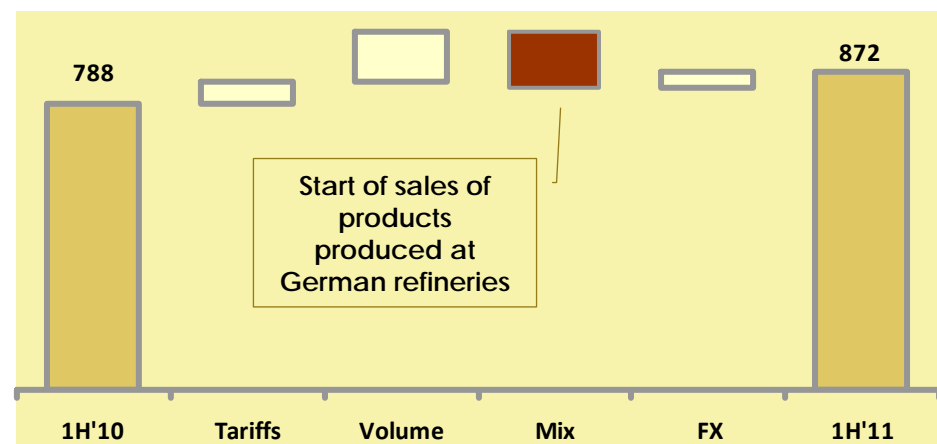 788
872
Start of sales of
products
produced at
German refineries
1H'10 Tariffs Volume Mix FX 1H'11